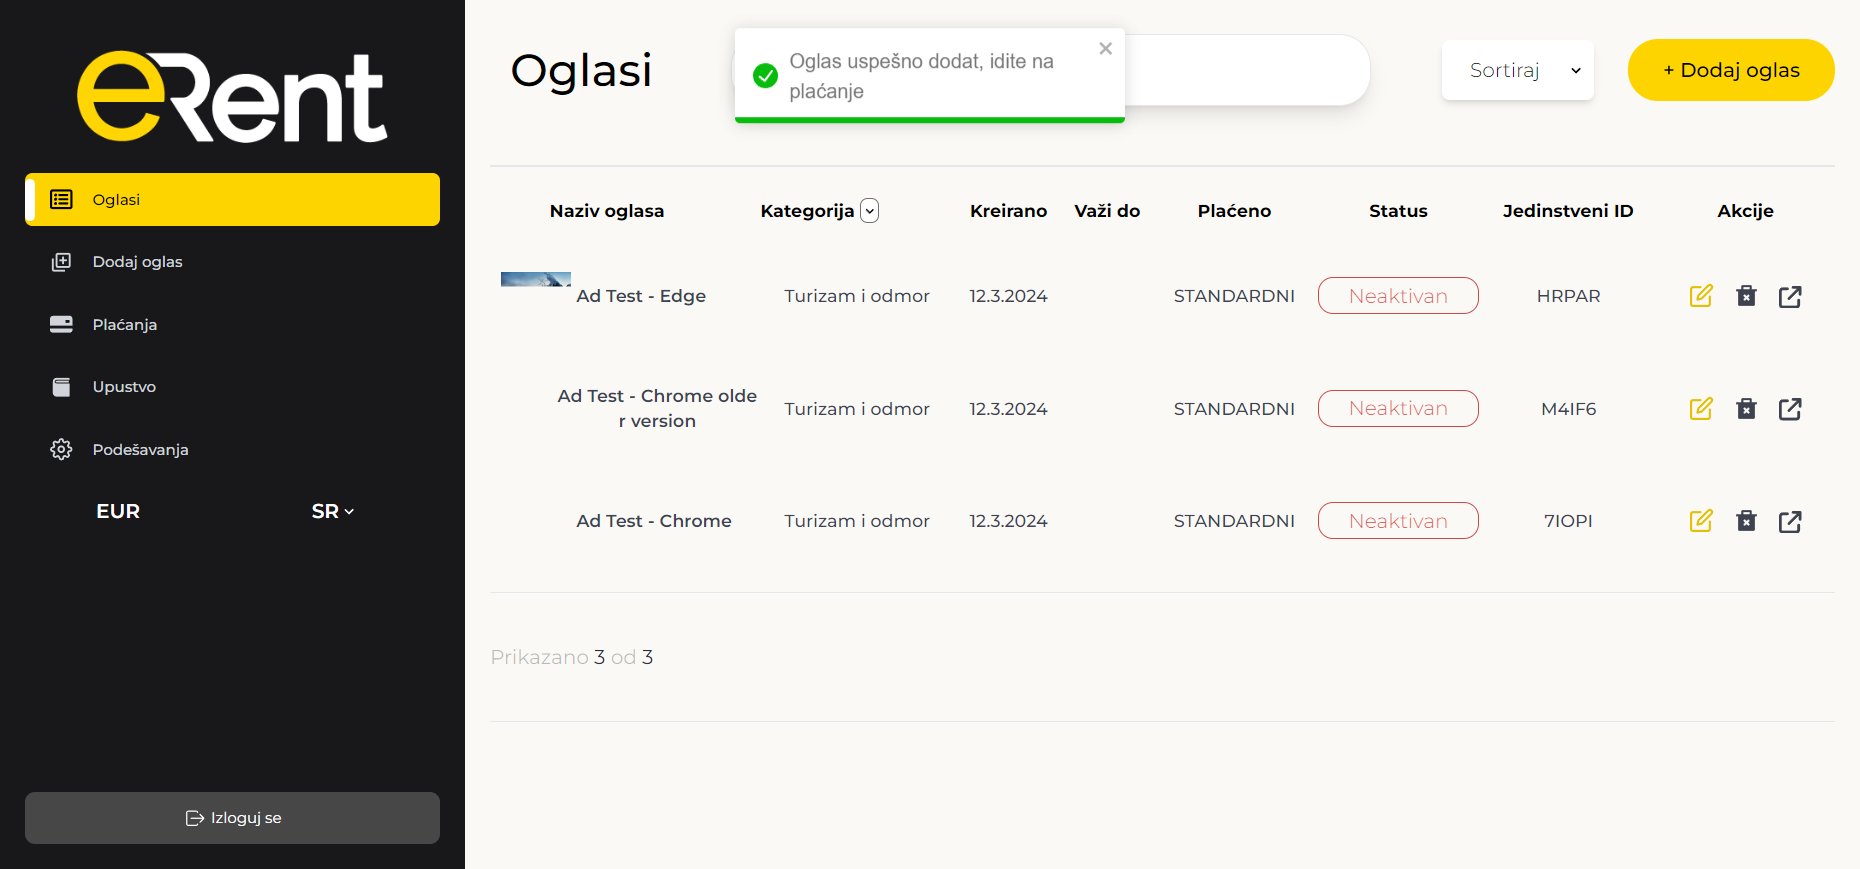 eRent
Oglasi
Dodaj oglas
Plaćanja
Upustvo
Podešavanja
EUR
SR
Izloguj se
Oglasi
Oglas uspešno dodat, idite na
plaćanje
Sortiraj
+ Dodaj oglas
Naziv oglasa Kategorija Kreirano Važi do Plaćeno Status Jedinstveni ID Akcije
Ad Test - Edge Turizam i odmor 12.3.2024 STANDARDNI Neaktivan HRPAR
Ad Test - Chrome olde
r version Turizam i odmor 12.3.2024 STANDARDNI Neaktivan M4IF6
Ad Test - Chrome Turizam i odmor 12.3.2024 STANDARDNI Neaktivan 7IOPI
Prikazano 3 od 3